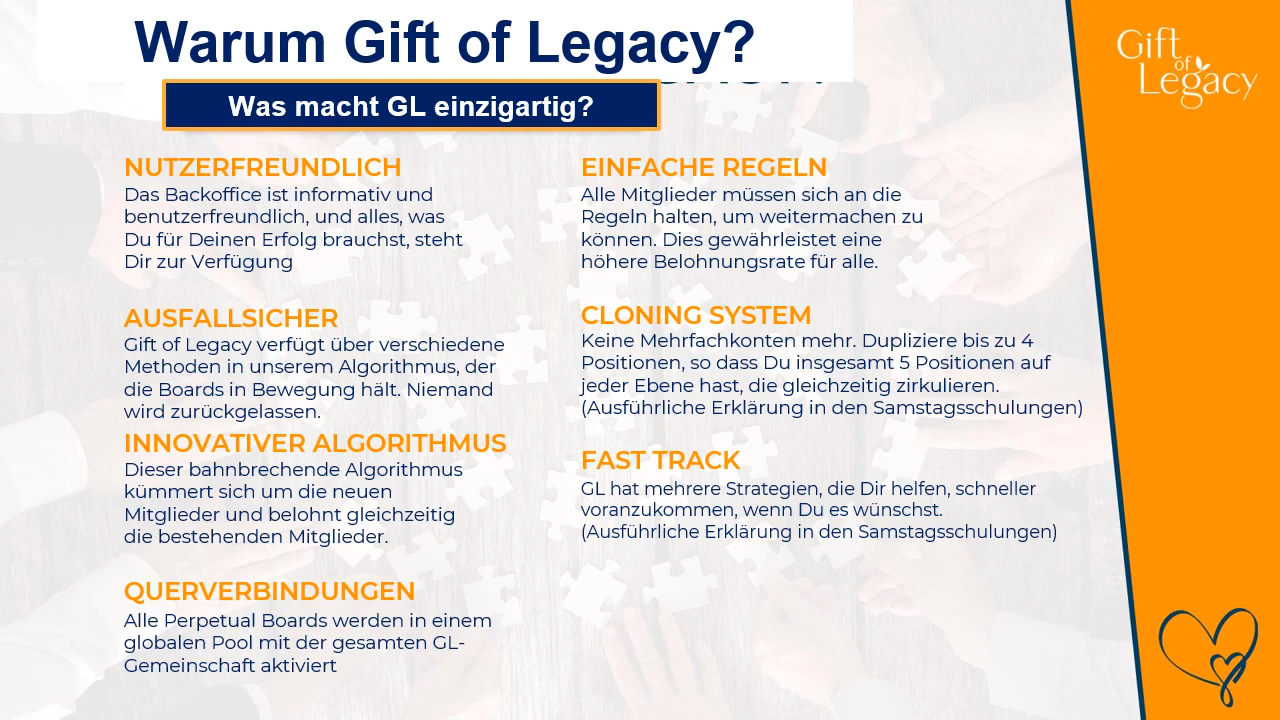 Warum Gift of Legacy?
Was macht GL einzigartig?
NUTZERFREUNDLICH
Das Backoffice ist informativ und
benutzerfreundlich, und alles, was
Du für Deinen Erfolg brauchst, steht
Dir zur Verfügung
AUSFALLSICHER
Gift of Legacy verfügt über verschiedene
Methoden in unserem Algorithmus, der
die Boards in Bewegung hält. Niemand
wird zurückgelassen.
INNOVATIVER ALGORITHMUS
Dieser bahnbrechende Algorithmus
kümmert sich um die neuen
Mitglieder und belohnt gleichzeitig
die bestehenden Mitglieder.
QUERVERBINDUNGEN
Alle Perpetual Boards werden in einem
globalen Pool mit der gesamten GL-
Gemeinschaft aktiviert
EINFACHE REGELN
Alle Mitglieder müssen sich an die
Regeln halten, um weitermachen zu
können. Dies gewährleistet eine
höhere Belohnungsrate für alle.
CLONING SYSTEM
Keine Mehrfachkonten mehr. Dupliziere bis zu 4
Positionen, so dass Du insgesamt 5 Positionen auf
jeder Ebene hast, die gleichzeitig zirkulieren.
(Ausführliche Erklärung in den Samstagsschulungen)
FAST TRACK
GL hat mehrere Strategien, die Dir helfen, schneller
voranzukommen, wenn Du es wünschst.
(Ausführliche Erklärung in den Samstagsschulungen)
Gift
of
Legacy